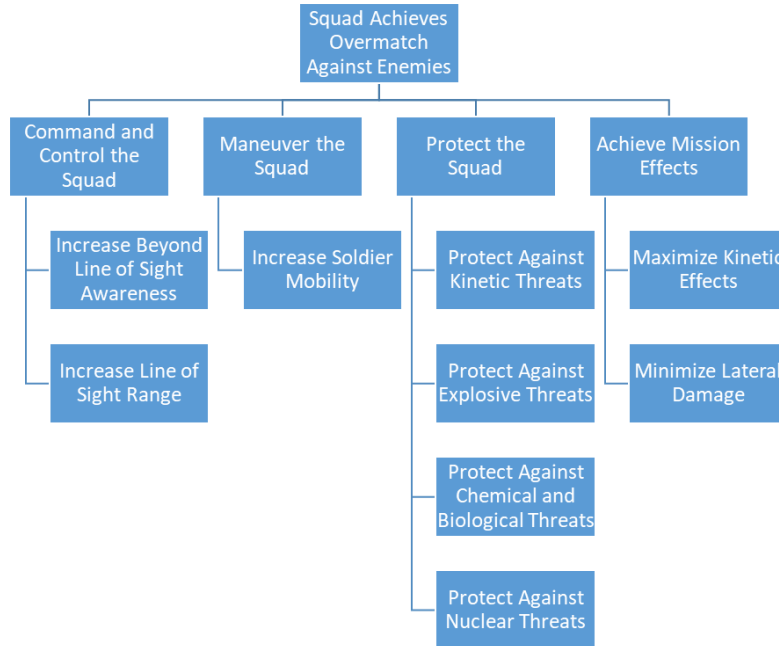 Squad Achieves
Overmatch
Against Enemies
Command and
Control the
Squad
Maneuver the
Squad
Protect the
Squad
Achieve Mission
Effects
Increase Beyond
Line of Sight
Awareness
Increase Soldier
Mobility
Protect Against
Kinetic Threats
Maximize Kinetic
Effects
Increase Line of
Sight Range
Protect Against
Explosive Threats
Minimize Lateral
Damage
Protect Against
Chemical and
Biological Threats
Protect Against
Nuclear Threats